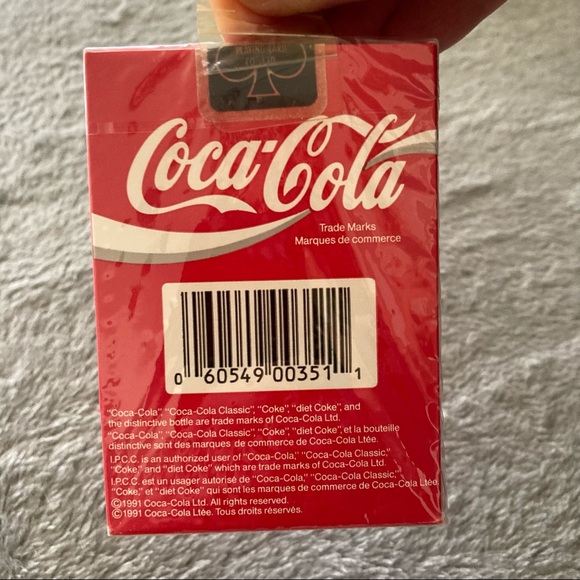 Coca-Cola
Trade Marks
Marques de commerce
0 60549 00351 1
"Coca-Cola", "Coca-Cola Classic", "Coke", "diet Coke", and
the distinctive bottle are trade marks of Coca-Cola Ltd.
"Coca-Cola", "Coca-Cola Classic", "Coke", "diet Coke", et la bouteille
distinctive sont des marques de commerce de Coca-Cola Ltée.
I.P.C.C. is an authorized user of "Coca-Cola," "Coca-Cola Classic,"
"Coke," and "diet Coke" which are trade marks of Coca-Cola Ltd.
I.P.C.C. est un usager autorisé de "Coca-Cola," "Coca-Cola Classic,"
"Coke," et "diet Coke" qui sont les marques de commerce de Coca-Cola Ltée
©1991 Coca-Cola Ltd. All rights reserved.
©1991 Coca-Cola Ltée. Tous droits réservés.